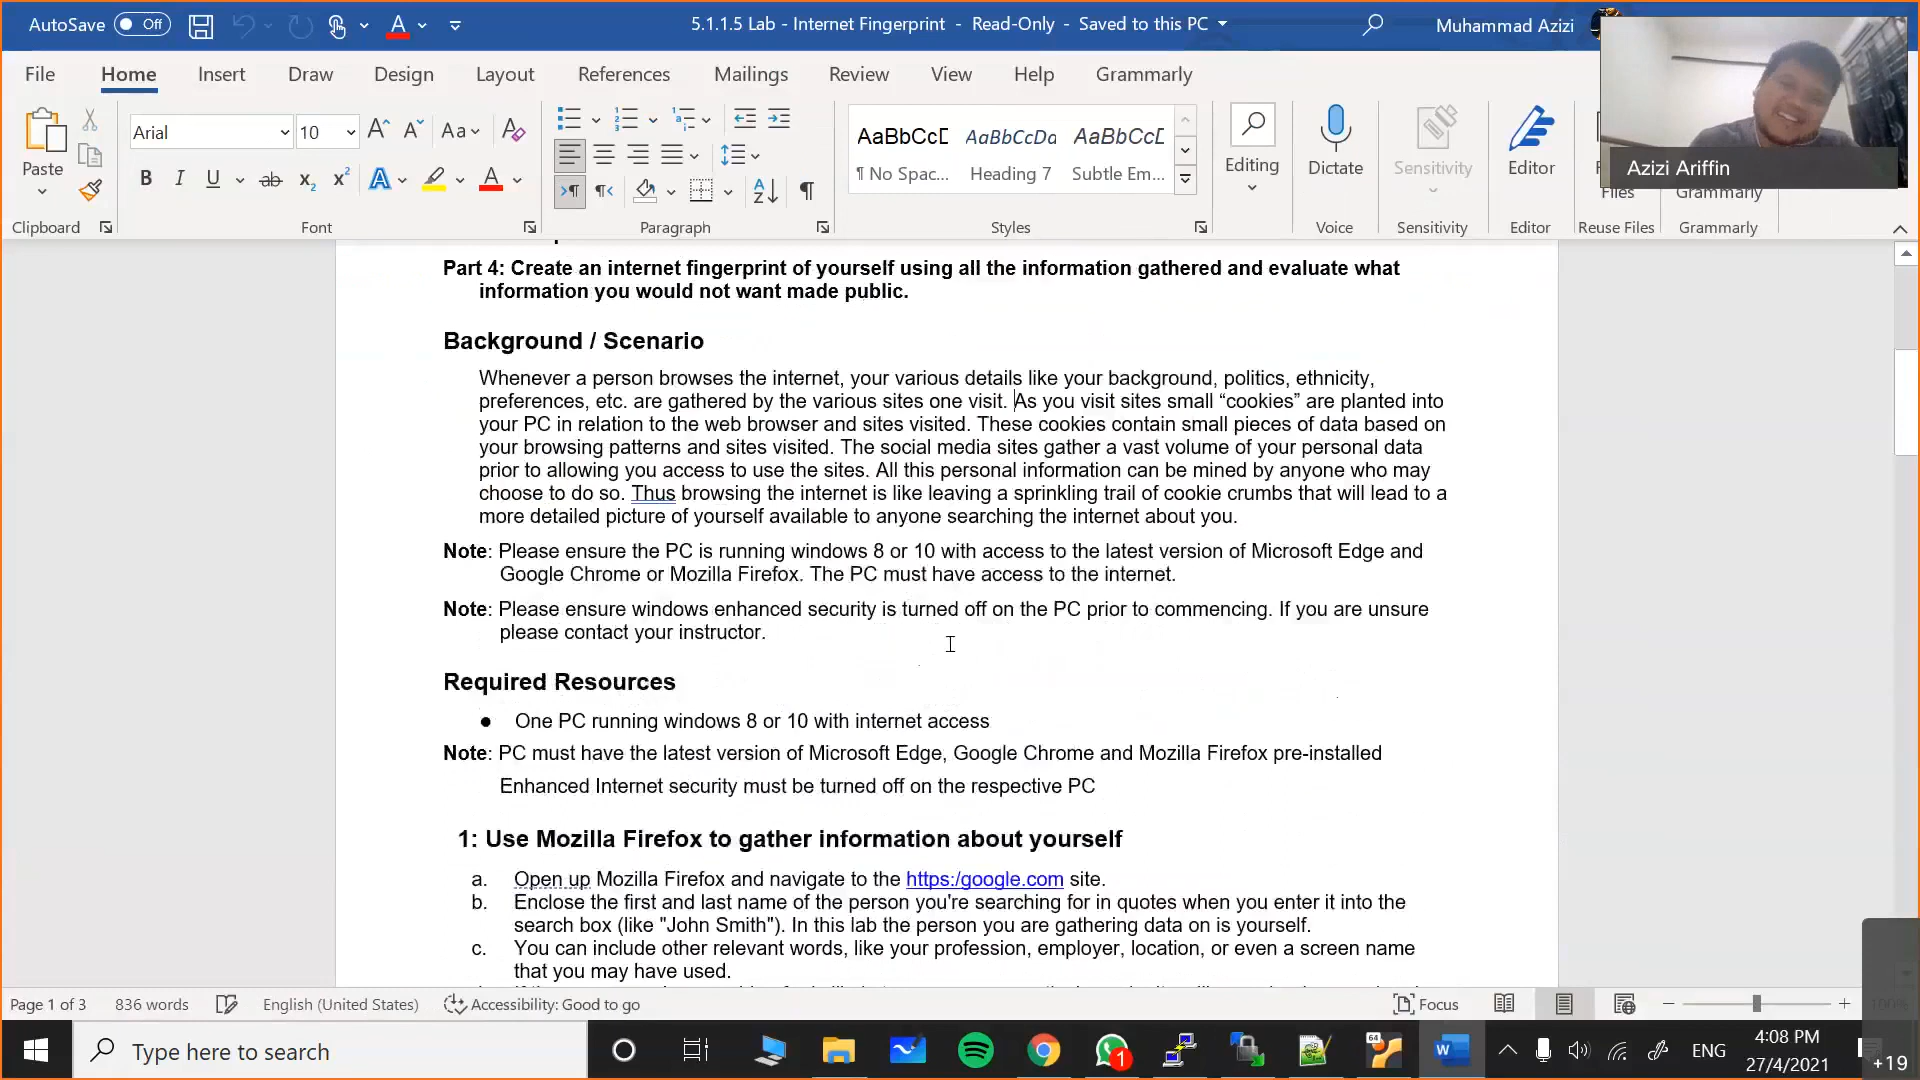 AutoSave Off
5.1.1.5 Lab - Internet Fingerprint - Read-Only - Saved to this PC
Muhammad Azizi
File Home Insert Draw Design Layout References Mailings Review View Help Grammarly
Arial 10
Aa
AaBbCcD AaBbCcDd AaBbCcD
Paste
B I U ab x2 x2 A A
¶ No Spac... Heading 7 Subtle Em...
Editing Dictate Sensitivity Editor
Files Grammarly
Azizi Ariffin
Clipboard Font Paragraph Styles Voice Sensitivity Editor Reuse Files Grammarly
Part 4: Create an internet fingerprint of yourself using all the information gathered and evaluate what
information you would not want made public.
Background / Scenario
Whenever a person browses the internet, your various details like your background, politics, ethnicity,
preferences, etc. are gathered by the various sites one visit. As you visit sites small “cookies” are planted into
your PC in relation to the web browser and sites visited. These cookies contain small pieces of data based on
your browsing patterns and sites visited. The social media sites gather a vast volume of your personal data
prior to allowing you access to use the sites. All this personal information can be mined by anyone who may
choose to do so. Thus browsing the internet is like leaving a sprinkling trail of cookie crumbs that will lead to a
more detailed picture of yourself available to anyone searching the internet about you.
Note: Please ensure the PC is running windows 8 or 10 with access to the latest version of Microsoft Edge and
Google Chrome or Mozilla Firefox. The PC must have access to the internet.
Note: Please ensure windows enhanced security is turned off on the PC prior to commencing. If you are unsure
please contact your instructor.
Required Resources
● One PC running windows 8 or 10 with internet access
Note: PC must have the latest version of Microsoft Edge, Google Chrome and Mozilla Firefox pre-installed
Enhanced Internet security must be turned off on the respective PC
1: Use Mozilla Firefox to gather information about yourself
a. Open up Mozilla Firefox and navigate to the https:/google.com site.
b. Enclose the first and last name of the person you're searching for in quotes when you enter it into the
search box (like "John Smith"). In this lab the person you are gathering data on is yourself.
c. You can include other relevant words, like your profession, employer, location, or even a screen name
that you may have used.
Page 1 of 3 836 words English (United States) Accessibility: Good to go Focus
Type here to search
1
64
ENG
4:08 PM
27/4/2021
+19